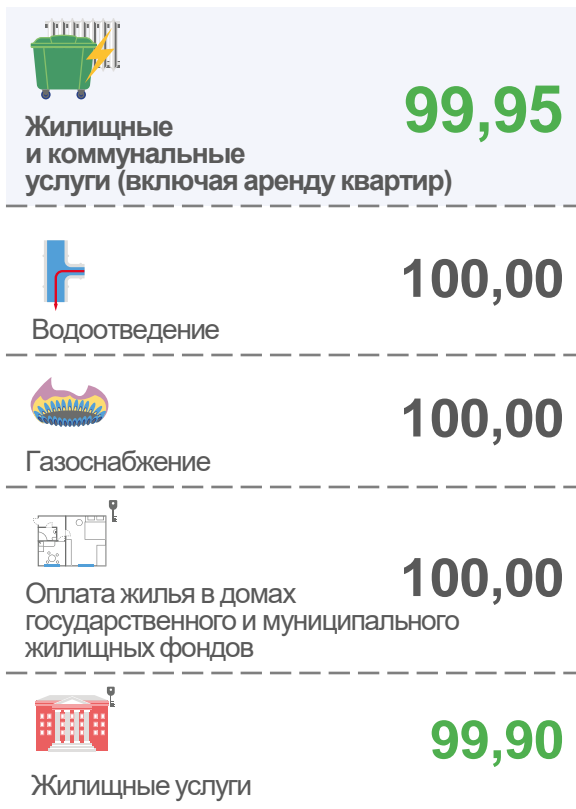 99,95
Жилищные
и коммунальные
услуги (включая аренду квартир)
100,00
Водоотведение
100,00
Газоснабжение
100,00
Оплата жилья в домах
государственного и муниципального
жилищных фондов
99,90
Жилищные услуги